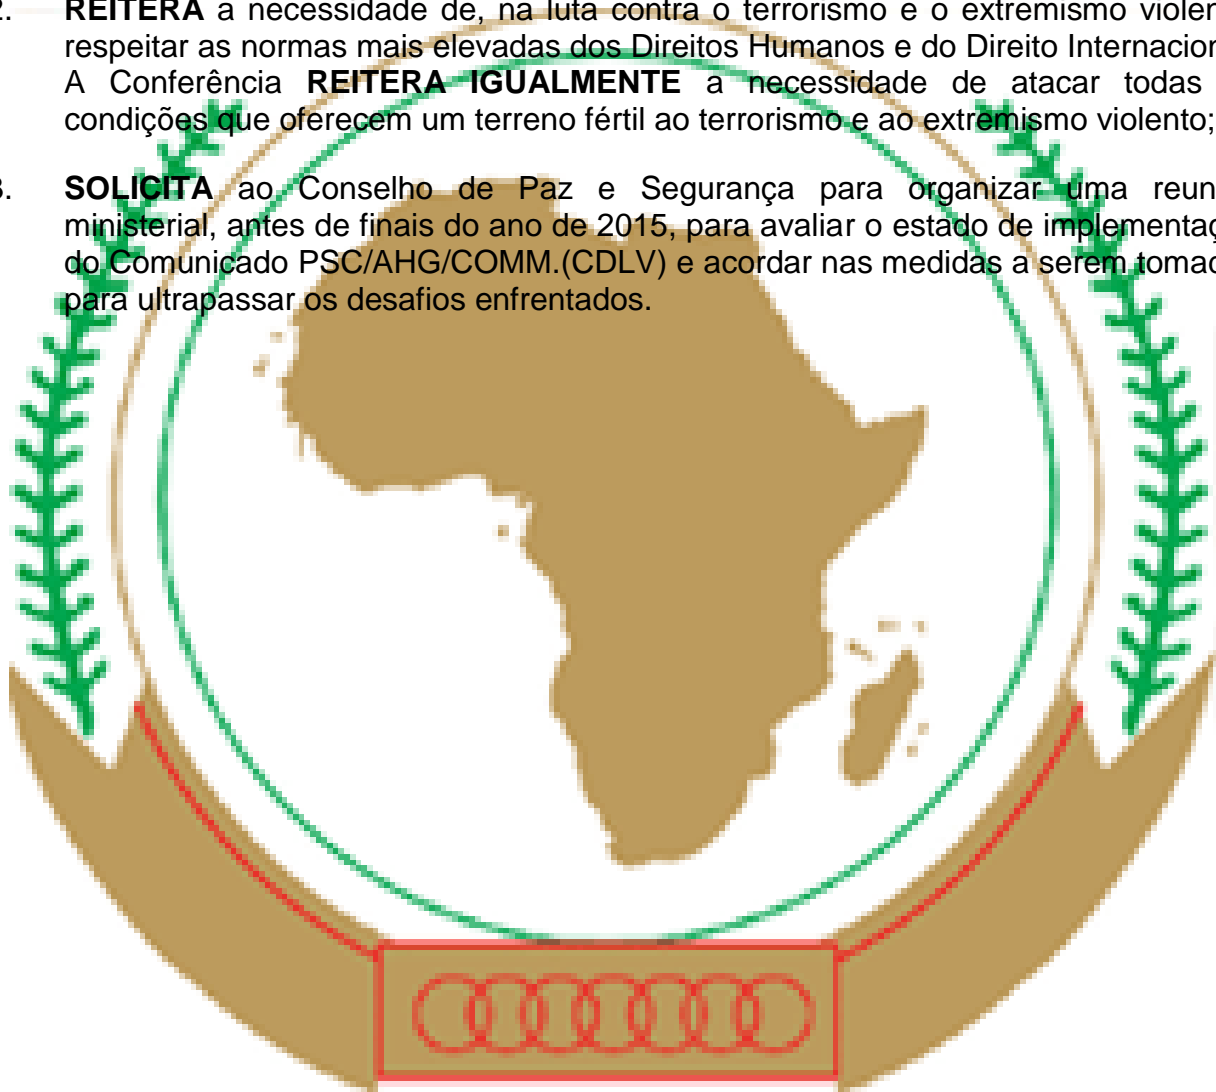 2. REITERA a necessidade de, na luta contra o terrorismo e o extremismo violen
respeitar as normas mais elevadas dos Direitos Humanos e do Direito Internacion
A Conferência REITERA IGUALMENTE a necessidade de atacar todas
condições que oferecem um terreno fértil ao terrorismo e ao extremismo violento;
3. SOLICITA ao Conselho de Paz e Segurança para organizar uma reun
ministerial, antes de finais do ano de 2015, para avaliar o estado de implementaç
do Comunicado PSC/AHG/COMM.(CDLV) e acordar nas medidas a serem tomad
para ultrapassar os desafios enfrentados.